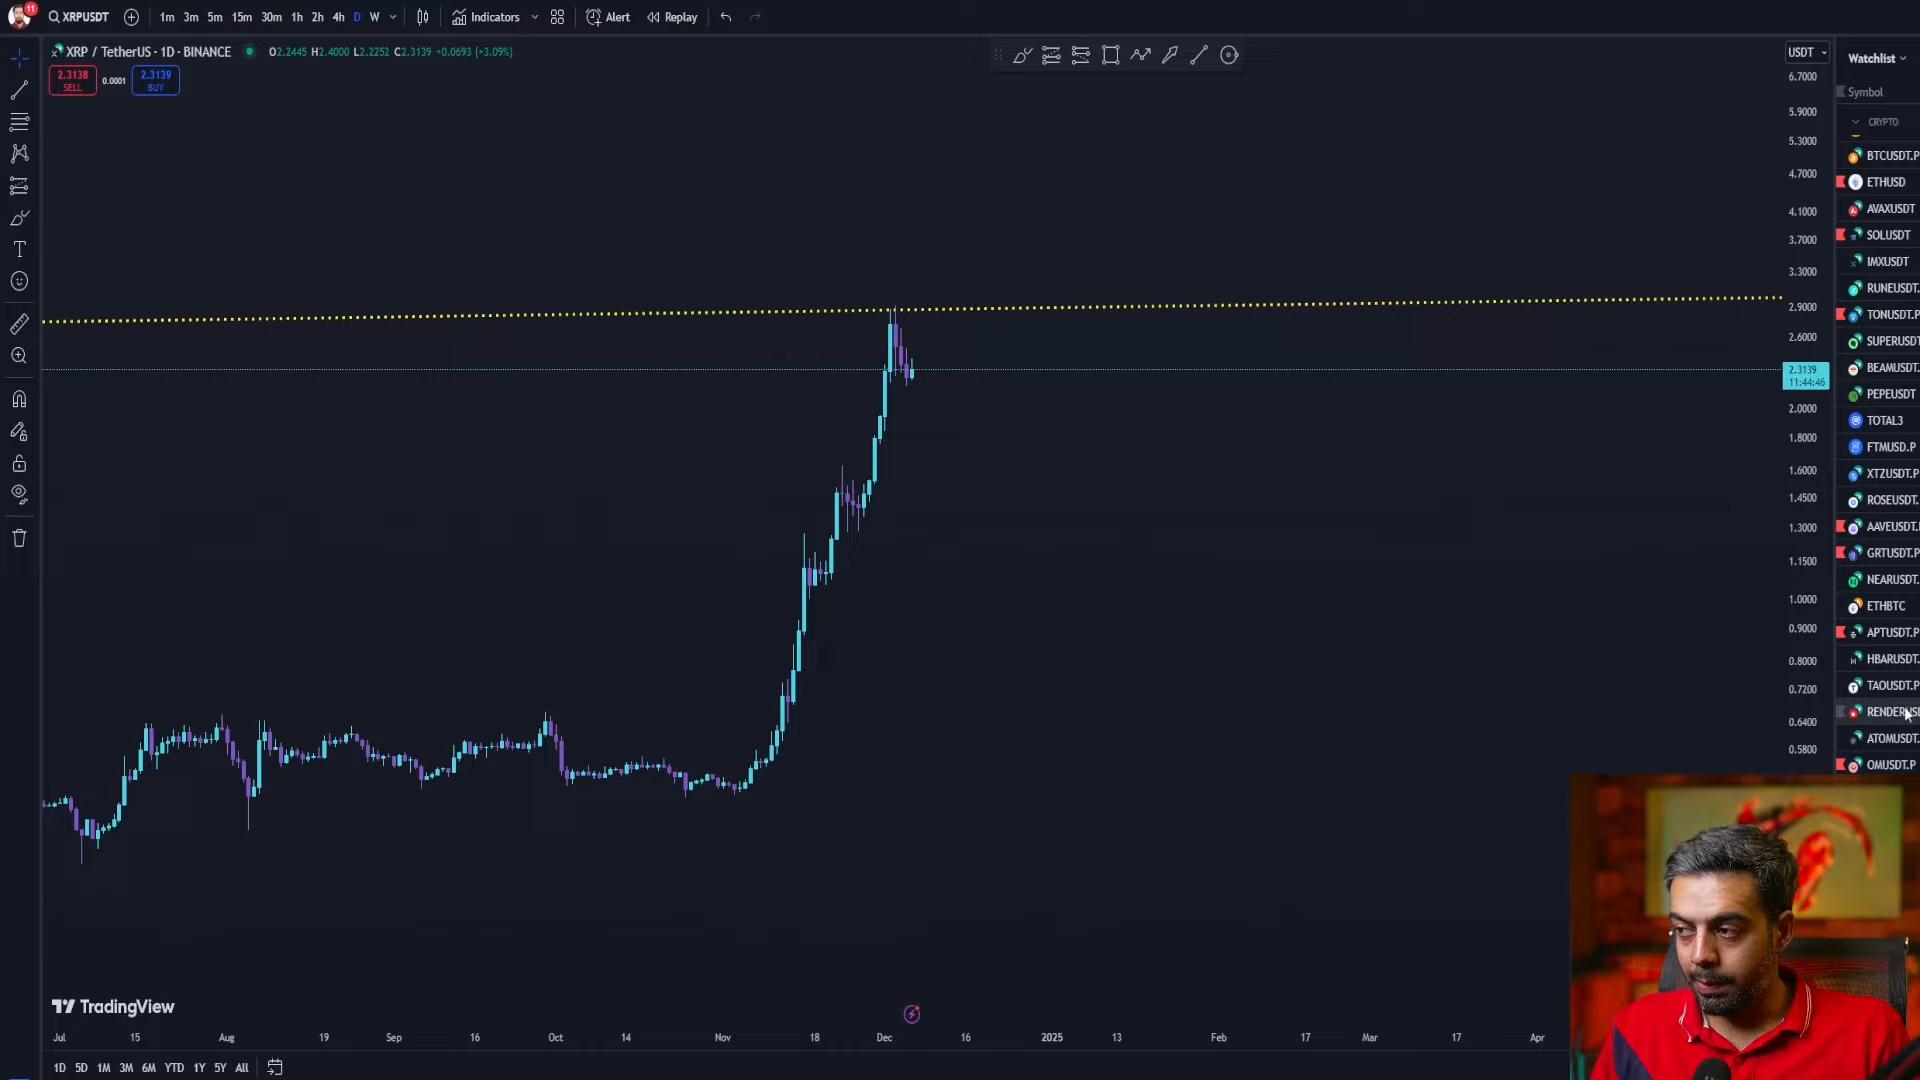 11
XRPUSDT 1m 3m 5m 15m 30m 1h 2h 4h D W Indicators Alert Replay
XRP / TetherUS · 1D · BINANCE O2.2445 H2.4000 L2.2252 C2.3139 +0.0693 (+3.09%)
2.3138 SELL 0.0001 2.3139 BUY
USDT
6.7000
5.9000
5.3000
4.7000
4.1000
3.7000
3.3000
2.9000
2.6000
2.3139
11:44:46
2.0000
1.8000
1.6000
1.4500
1.3000
1.1500
1.0000
0.9000
0.8000
0.7200
0.6400
0.5800
Watchlist
Symbol
CRYPTO
BTCUSDT.P
ETHUSD
AVAXUSDT
SOLUSDT
IMXUSDT
RUNEUSDT.
TONUSDT.P
SUPERUSDT
BEAMUSDT.
PEPEUSDT
TOTAL3
FTMUSD.P
XTZUSDT.P
ROSEUSDT.
AAVEUSDT.
GRTUSDT.P
NEARUSDT.
ETHBTC
APTUSDT.P
HBARUSDT.
TAOUSDT.P
RENDERUSD
ATOMUSDT.
OMUSDT.P
TradingView
Jul 15 Aug 19 Sep 16 Oct 14 Nov 18 Dec 16 2025 13 Feb 17 Mar 17 Apr
1D 5D 1M 3M 6M YTD 1Y 5Y All